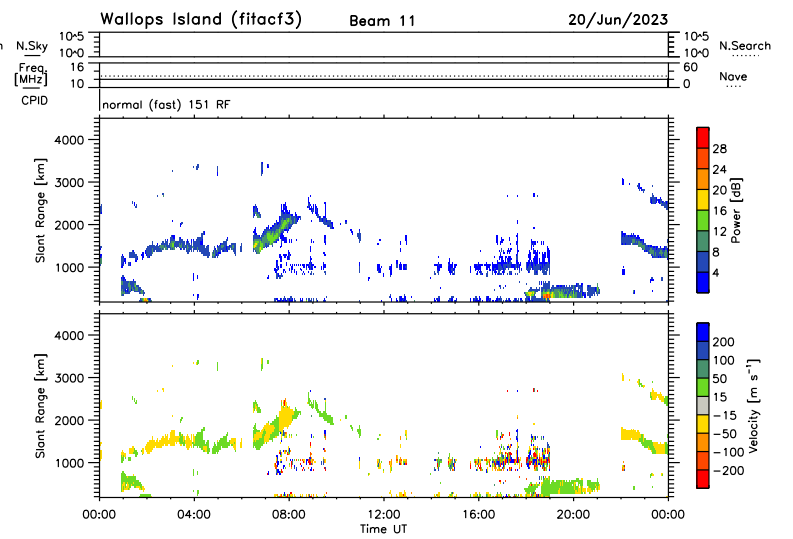 Wallops Island (fitacf3) Beam 11 20/Jun/2023
n N.Sky 10^5 10^0 10^5 10^0 N.Search
Freq. [MHz] 16 10 60 0 Nave
CPID normal (fast) 151 RF
Slant Range [km] 4000 3000 2000 1000
28 24 20 16 12 8 4 Power [dB]
Slant Range [km] 4000 3000 2000 1000
200 100 50 15 -15 -50 -100 -200 Velocity [m s⁻¹]
00:00 04:00 08:00 12:00 16:00 20:00 00:00
Time UT